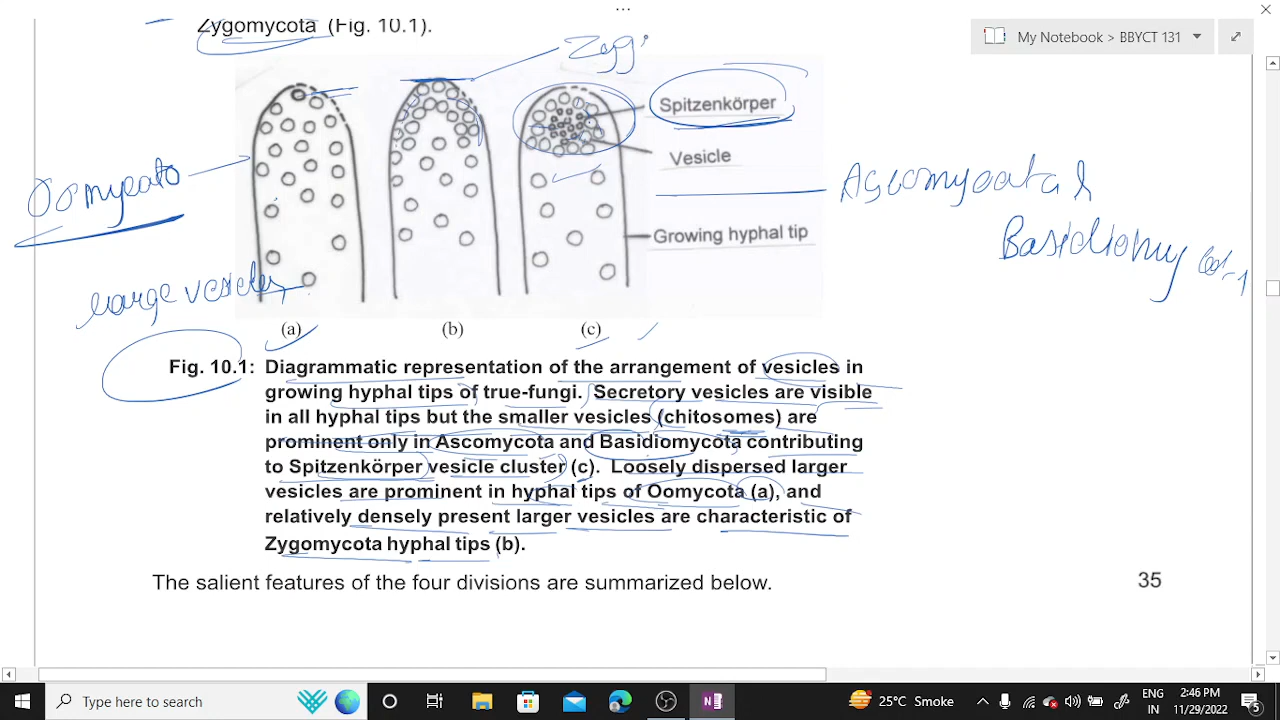 ...
My Notebook > BBYCT 131
Zygomycota (Fig. 10.1).
Zygo
Spitzenkörper
Vesicle
Oomycota
Ascomycota &
Basidiomycota
Growing hyphal tip
large vesicles
(a) (b) (c)
Fig. 10.1: Diagrammatic representation of the arrangement of vesicles in
growing hyphal tips of true-fungi. Secretory vesicles are visible
in all hyphal tips but the smaller vesicles (chitosomes) are
prominent only in Ascomycota and Basidiomycota contributing
to Spitzenkörper vesicle cluster (c). Loosely dispersed larger
vesicles are prominent in hyphal tips of Oomycota (a), and
relatively densely present larger vesicles are characteristic of
Zygomycota hyphal tips (b).
The salient features of the four divisions are summarized below.
35
Type here to search
25°C Smoke
ENG
IN
2:46 PM
11/29/2022
5